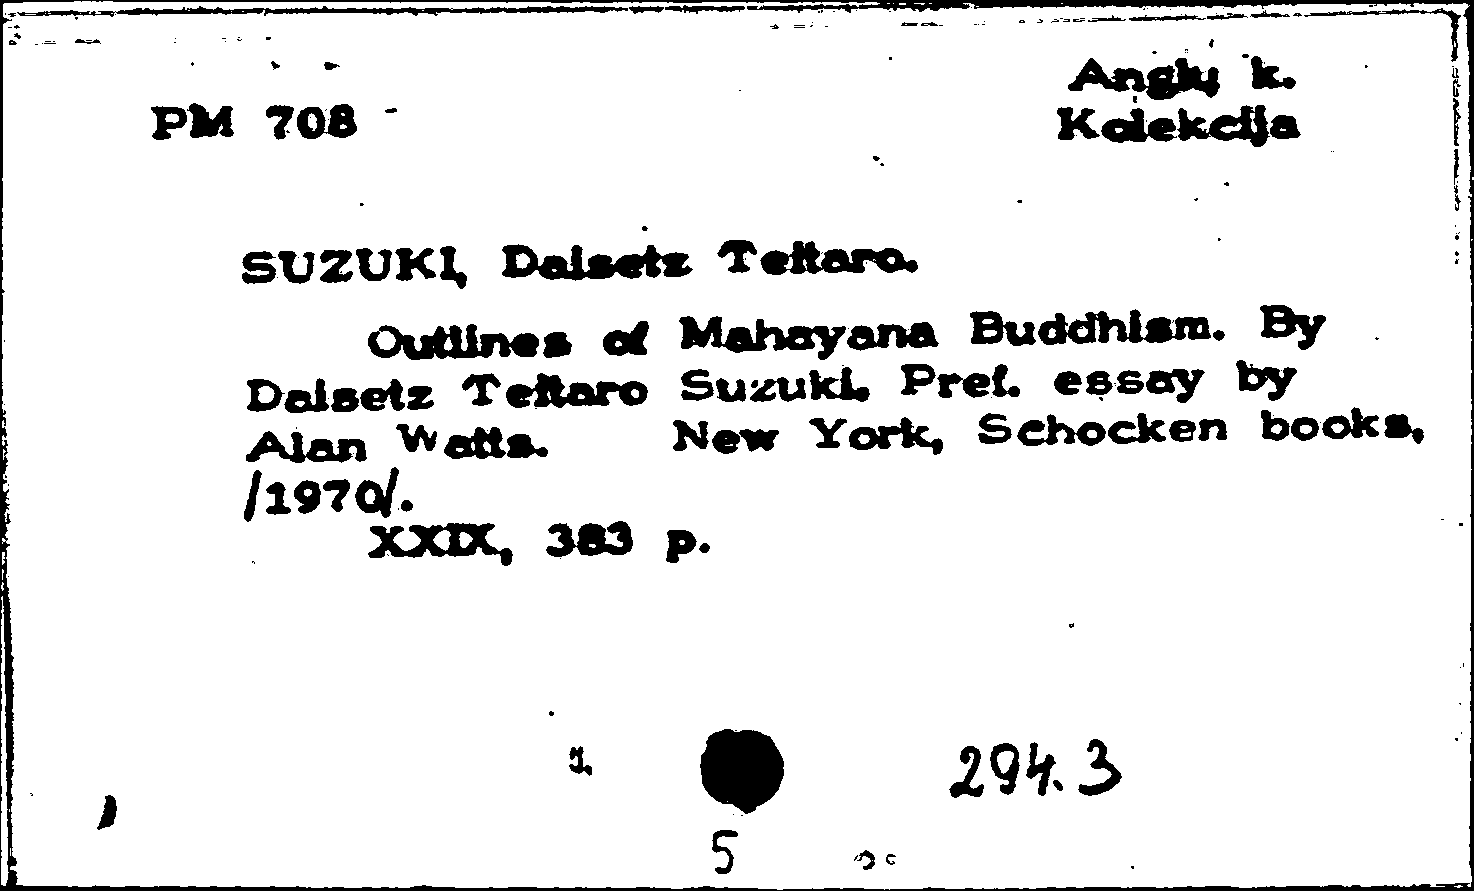 Anglų k.
PM 708
Kolekcija
SUZUKI, Daisetz Teitaro.
Outlines of Mahayana Buddhism. By
Daisetz Teitaro Suzuki. Pref. essay by
Alan Watts. New York, Schocken books,
/1970/.
XXIX, 383 p.
1.
294.3
5